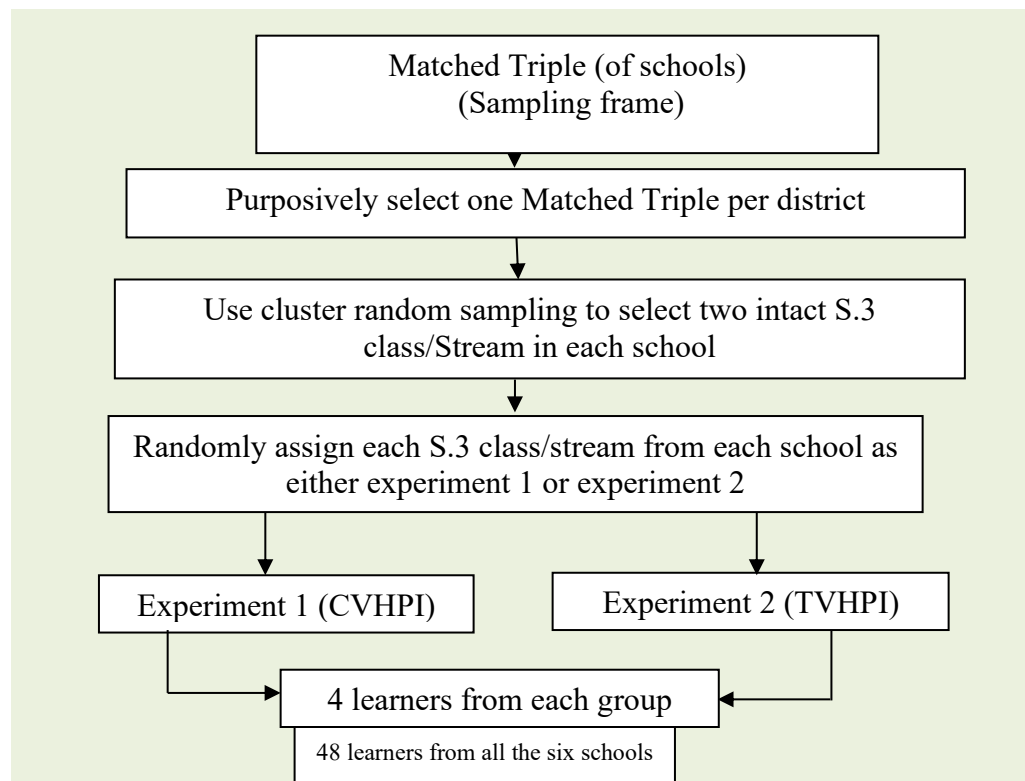 Matched Triple (of schools)
(Sampling frame)
Purposively select one Matched Triple per district
Use cluster random sampling to select two intact S.3
class/Stream in each school
Randomly assign each S.3 class/stream from each school as
either experiment 1 or experiment 2
Experiment 1 (CVHPI)
Experiment 2 (TVHPI)
4 learners from each group
48 learners from all the six schools